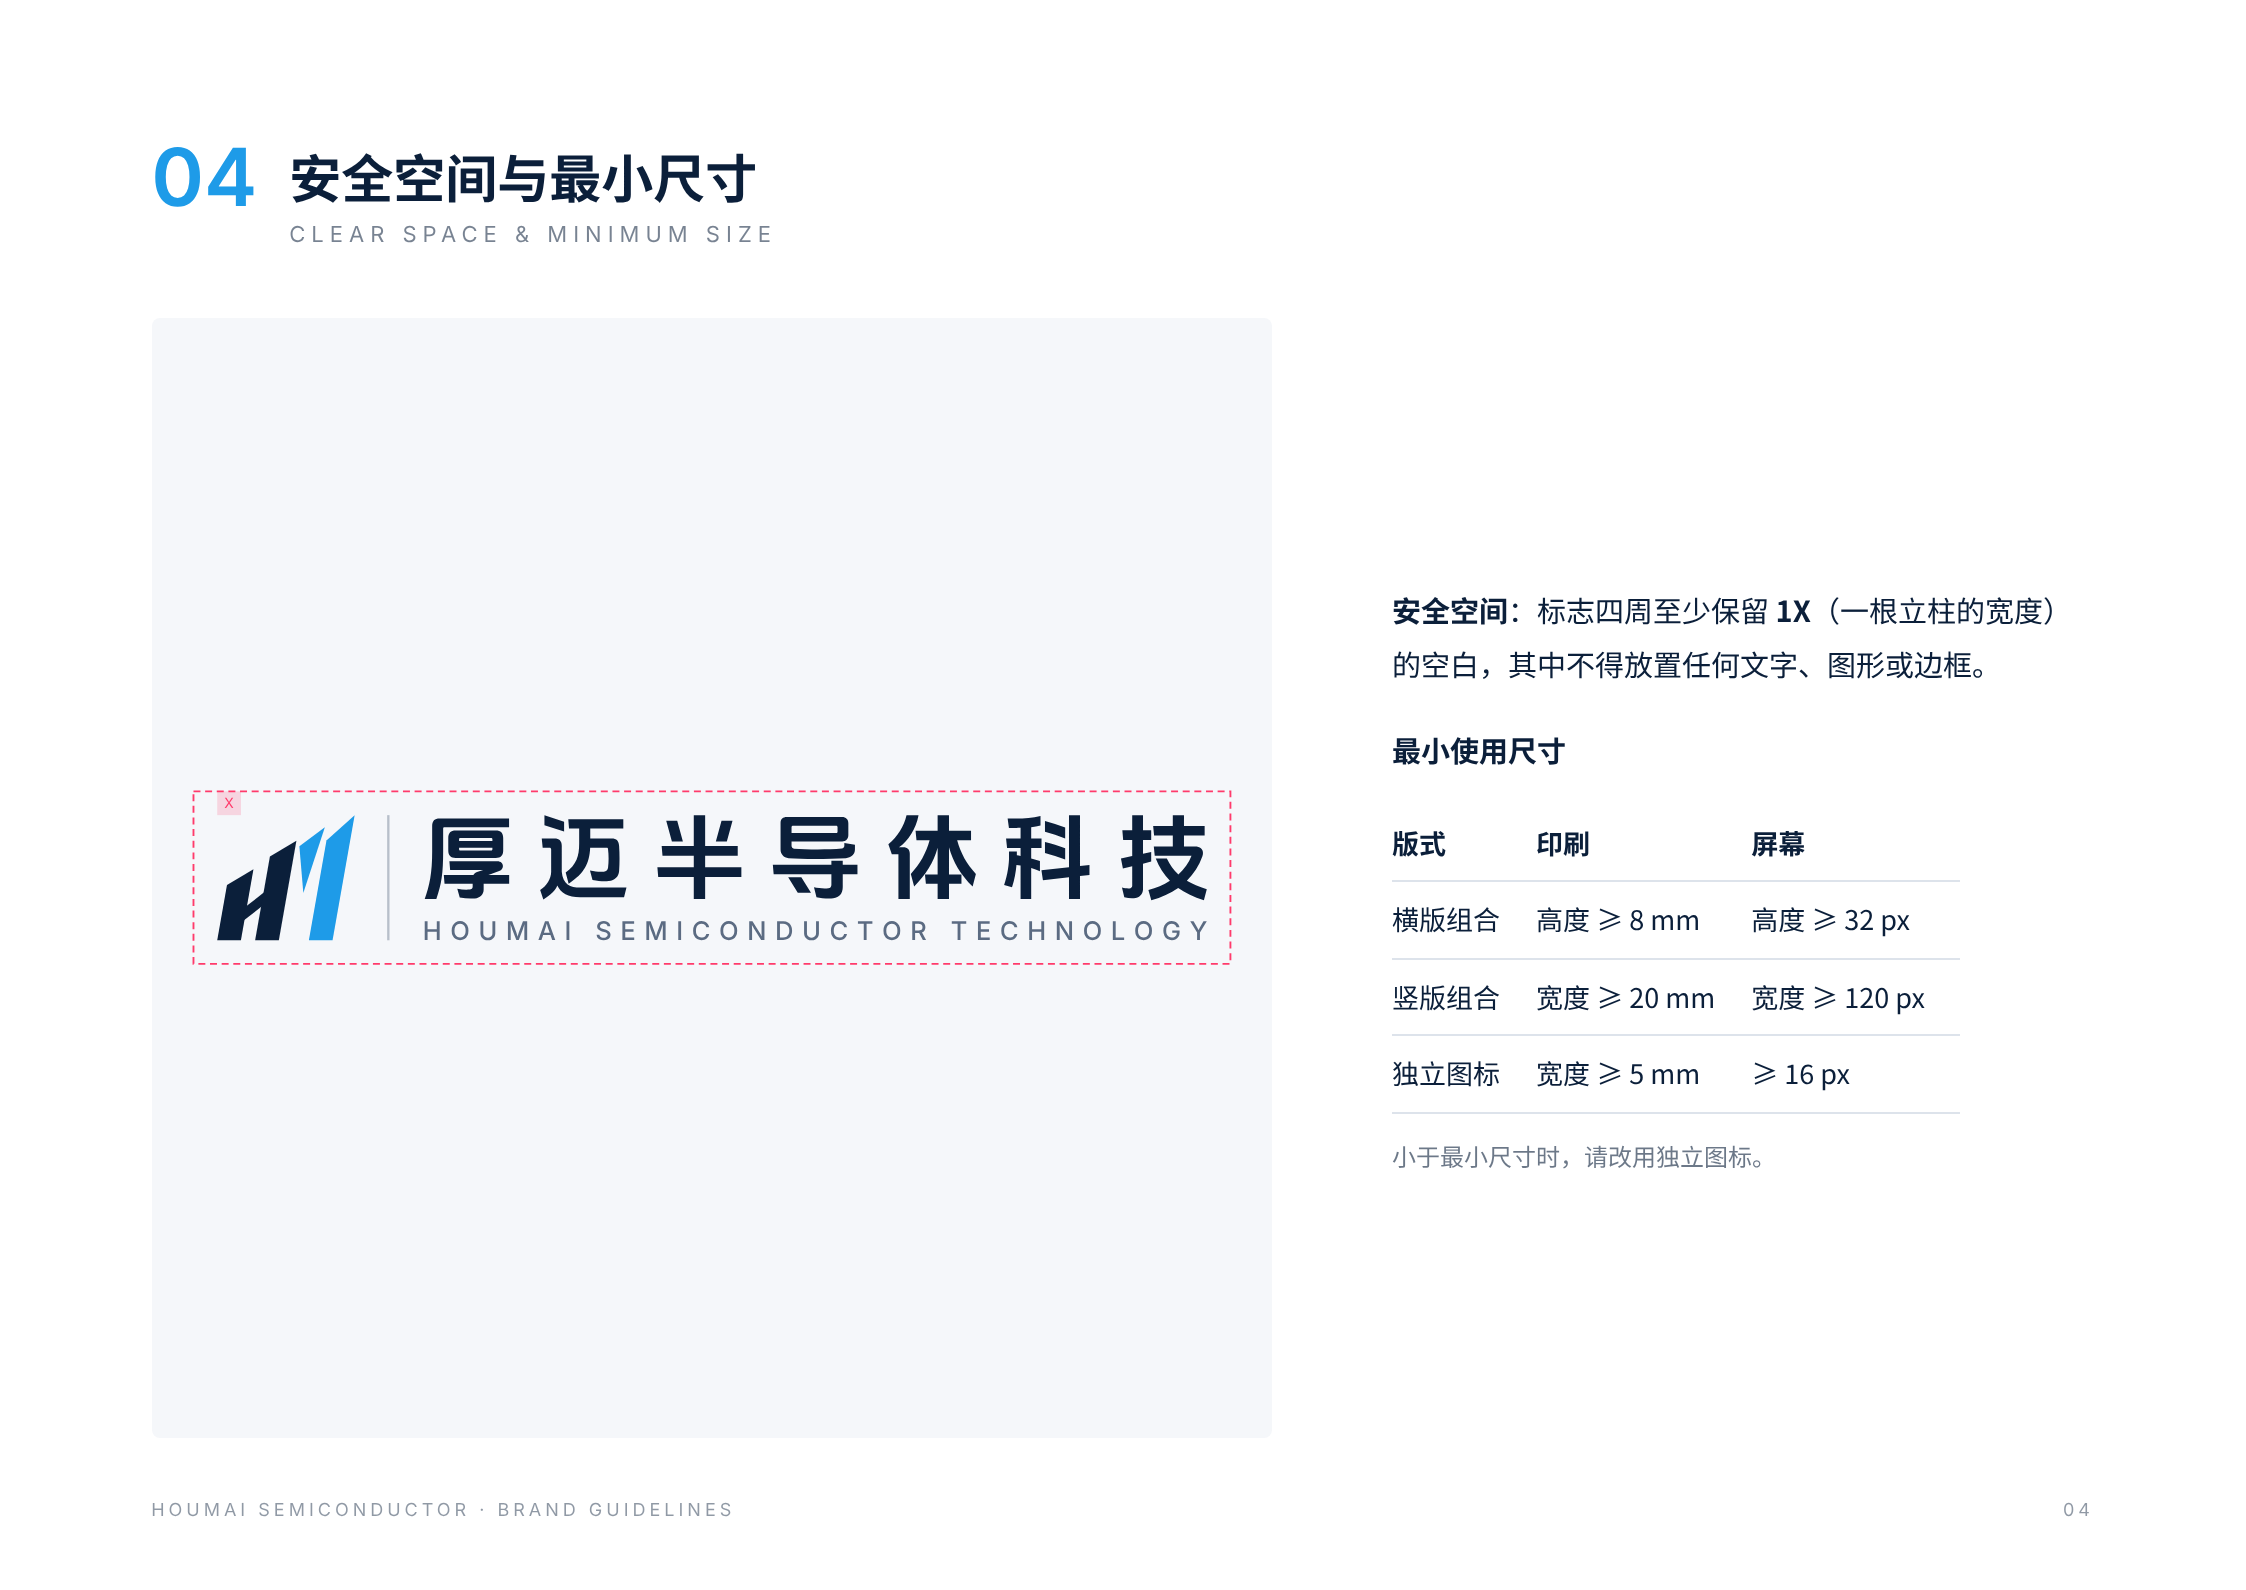 04 安全空间与最小尺寸
CLEAR SPACE & MINIMUM SIZE
X
厚迈半导体科技
HOUMAI SEMICONDUCTOR TECHNOLOGY
安全空间：标志四周至少保留 1X（一根立柱的宽度）
的空白，其中不得放置任何文字、图形或边框。
最小使用尺寸
版式 印刷 屏幕
横版组合 高度 ⩾ 8 mm 高度 ⩾ 32 px
竖版组合 宽度 ⩾ 20 mm 宽度 ⩾ 120 px
独立图标 宽度 ⩾ 5 mm ⩾ 16 px
小于最小尺寸时，请改用独立图标。
HOUMAI SEMICONDUCTOR · BRAND GUIDELINES 04